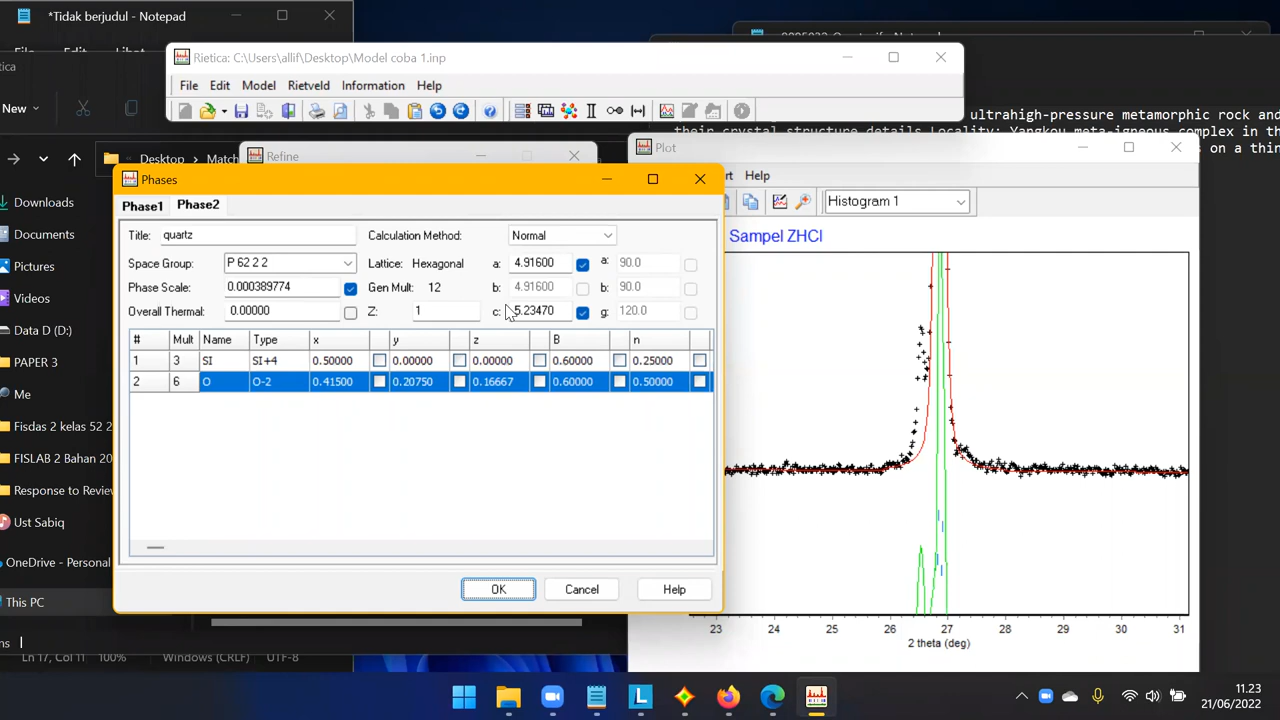 *Tidak berjudul - Notepad
File Edit Lihat
Rietica: C:\Users\allif\Desktop\Model coba 1.inp
File Edit Model Rietveld Information Help
New
Desktop > Match
Refine
ultrahigh-pressure metamorphic rock and
their crystal structure details Locality: Yangkou meta-igneous complex in th
s on a thin
Plot
rt Help
Histogram 1
Downloads
Documents
Pictures
Videos
Data D (D:)
PAPER 3
Me
Fisdas 2 kelas 52 2
FISLAB 2 Bahan 20
Response to Review
Ust Sabiq
OneDrive - Personal
This PC
ms
Phases
Phase1 Phase2
Title: quartz Calculation Method: Normal
Space Group: P 62 2 2 Lattice: Hexagonal a: 4.91600 a: 90.0
Phase Scale: 0.000389774 Gen Mult: 12 b: 4.91600 b: 90.0
Overall Thermal: 0.00000 Z: 1 c: 5.23470 g: 120.0
# Mult Name Type x y z B n
1 3 SI SI+4 0.50000 0.00000 0.00000 0.60000 0.25000
2 6 O O-2 0.41500 0.20750 0.16667 0.60000 0.50000
OK Cancel Help
Sampel ZHCl
23 24 25 26 27 28 29 30 31
2 theta (deg)
Ln 17, Col 11 100% Windows (CRLF) UTF-8
11.23
21/06/2022